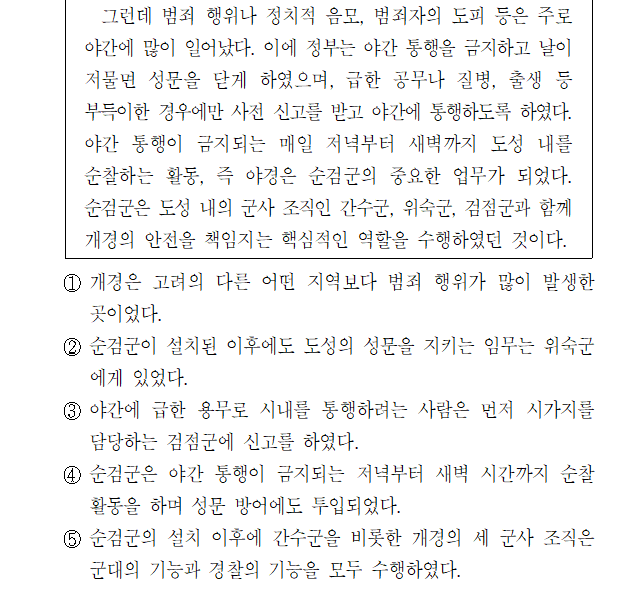 그런데 범죄 행위나 정치적 음모, 범죄자의 도피 등은 주로
야간에 많이 일어났다. 이에 정부는 야간 통행을 금지하고 날이
저물면 성문을 닫게 하였으며, 급한 공무나 질병, 출생 등
부득이한 경우에만 사전 신고를 받고 야간에 통행하도록 하였다.
야간 통행이 금지되는 매일 저녁부터 새벽까지 도성 내를
순찰하는 활동, 즉 야경은 순검군의 중요한 업무가 되었다.
순검군은 도성 내의 군사 조직인 간수군, 위숙군, 검점군과 함께
개경의 안전을 책임지는 핵심적인 역할을 수행하였던 것이다.
① 개경은 고려의 다른 어떤 지역보다 범죄 행위가 많이 발생한
곳이었다.
② 순검군이 설치된 이후에도 도성의 성문을 지키는 임무는 위숙군
에게 있었다.
③ 야간에 급한 용무로 시내를 통행하려는 사람은 먼저 시가지를
담당하는 검점군에 신고를 하였다.
④ 순검군은 야간 통행이 금지되는 저녁부터 새벽 시간까지 순찰
활동을 하며 성문 방어에도 투입되었다.
⑤ 순검군의 설치 이후에 간수군을 비롯한 개경의 세 군사 조직은
군대의 기능과 경찰의 기능을 모두 수행하였다.